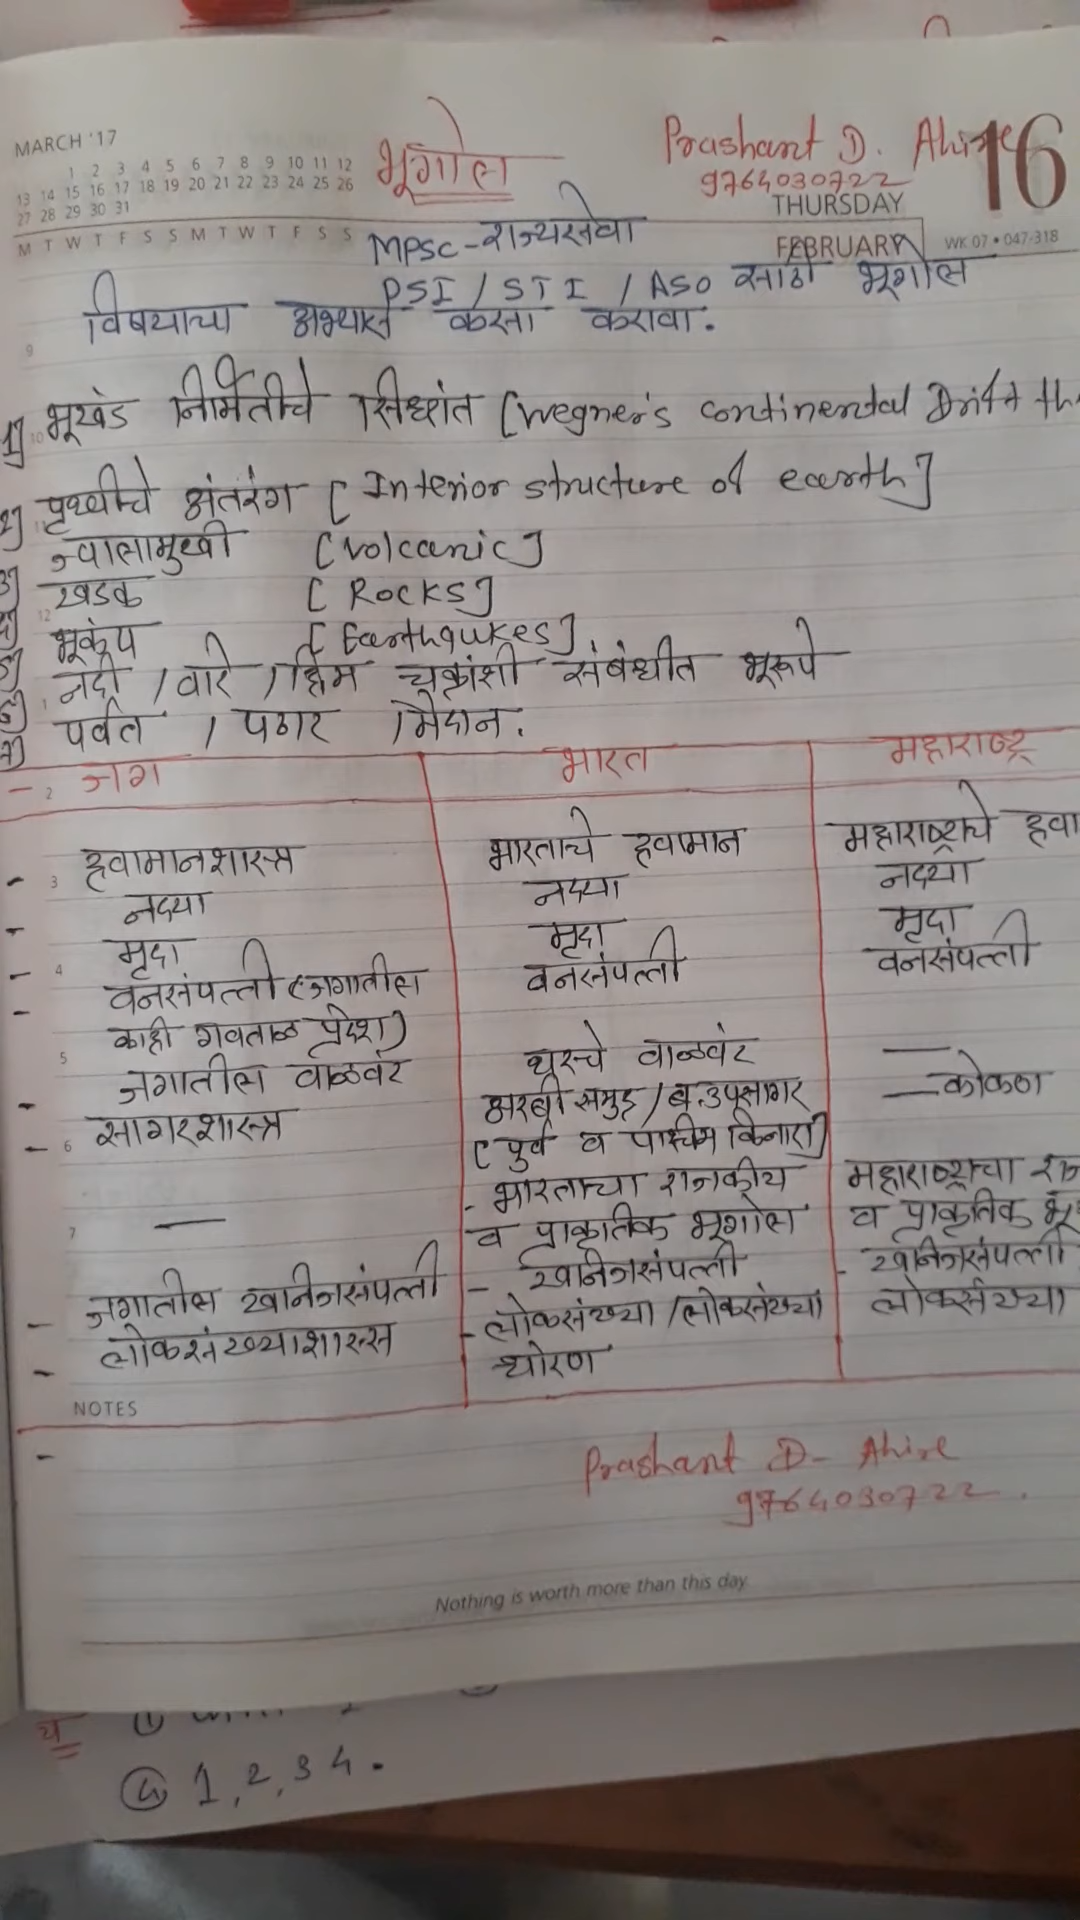 MARCH '17
1 2 3 4 5 6 7 8 9 10 11 12
13 14 15 16 17 18 19 20 21 22 23 24 25 26
27 28 29 30 31
M T W T F S S M T W T F S S
भूगोल
Prashant D. Ahire
9764030722
16
THURSDAY
FEBRUARY
WK 07 • 047-318
MPSC-राज्यसेवा
PSI / STI / ASO साठी भूगोल
विषयाचा अभ्यास कसा करावा.
1] भूखंड निर्मितीचे सिध्दांत [Wegner's continental Drift th
2] पृथ्वीचे अंतरंग [Interior structure of earth]
3] ज्वालामुखी [volcanic]
4] खडक [Rocks]
5] भूकंप [Earthqukes]
6] नदी / वारे / हिम चक्रांशी संबंधीत भूरूपे
7] पर्वत / पठार / मैदान.
जग भारत महाराष्ट्र
- हवामानशास्त्र भारताचे हवामान महाराष्ट्राचे हवा
- नद्या नद्या नद्या
- मृदा मृदा मृदा
- वनसंपत्ती (जगातील वनसंपत्ती वनसंपत्ती
काही गवताळ प्रदेश)
- जगातील वाळवंट थरचे वाळवंट —
- सागरशास्त्र अरबी समुद्र / ब.उपसागर — कोकण
[पुर्व व पाश्चीम किनारा]
— - भारताचा राजकीय महाराष्ट्राचा
व प्राकृतिक भूगोल व प्राकृतिक भू
- जगातील खनिजसंपत्ती - खनिजसंपत्ती - खनिजसंपत्ती
- लोकसंख्याशास्त्र - लोकसंख्या / लोकसंख्या लोकसंख्या
धोरण
NOTES
-
Prashant D- Ahire
9764030722.
Nothing is worth more than this day
④ 1, 2, 3 4.